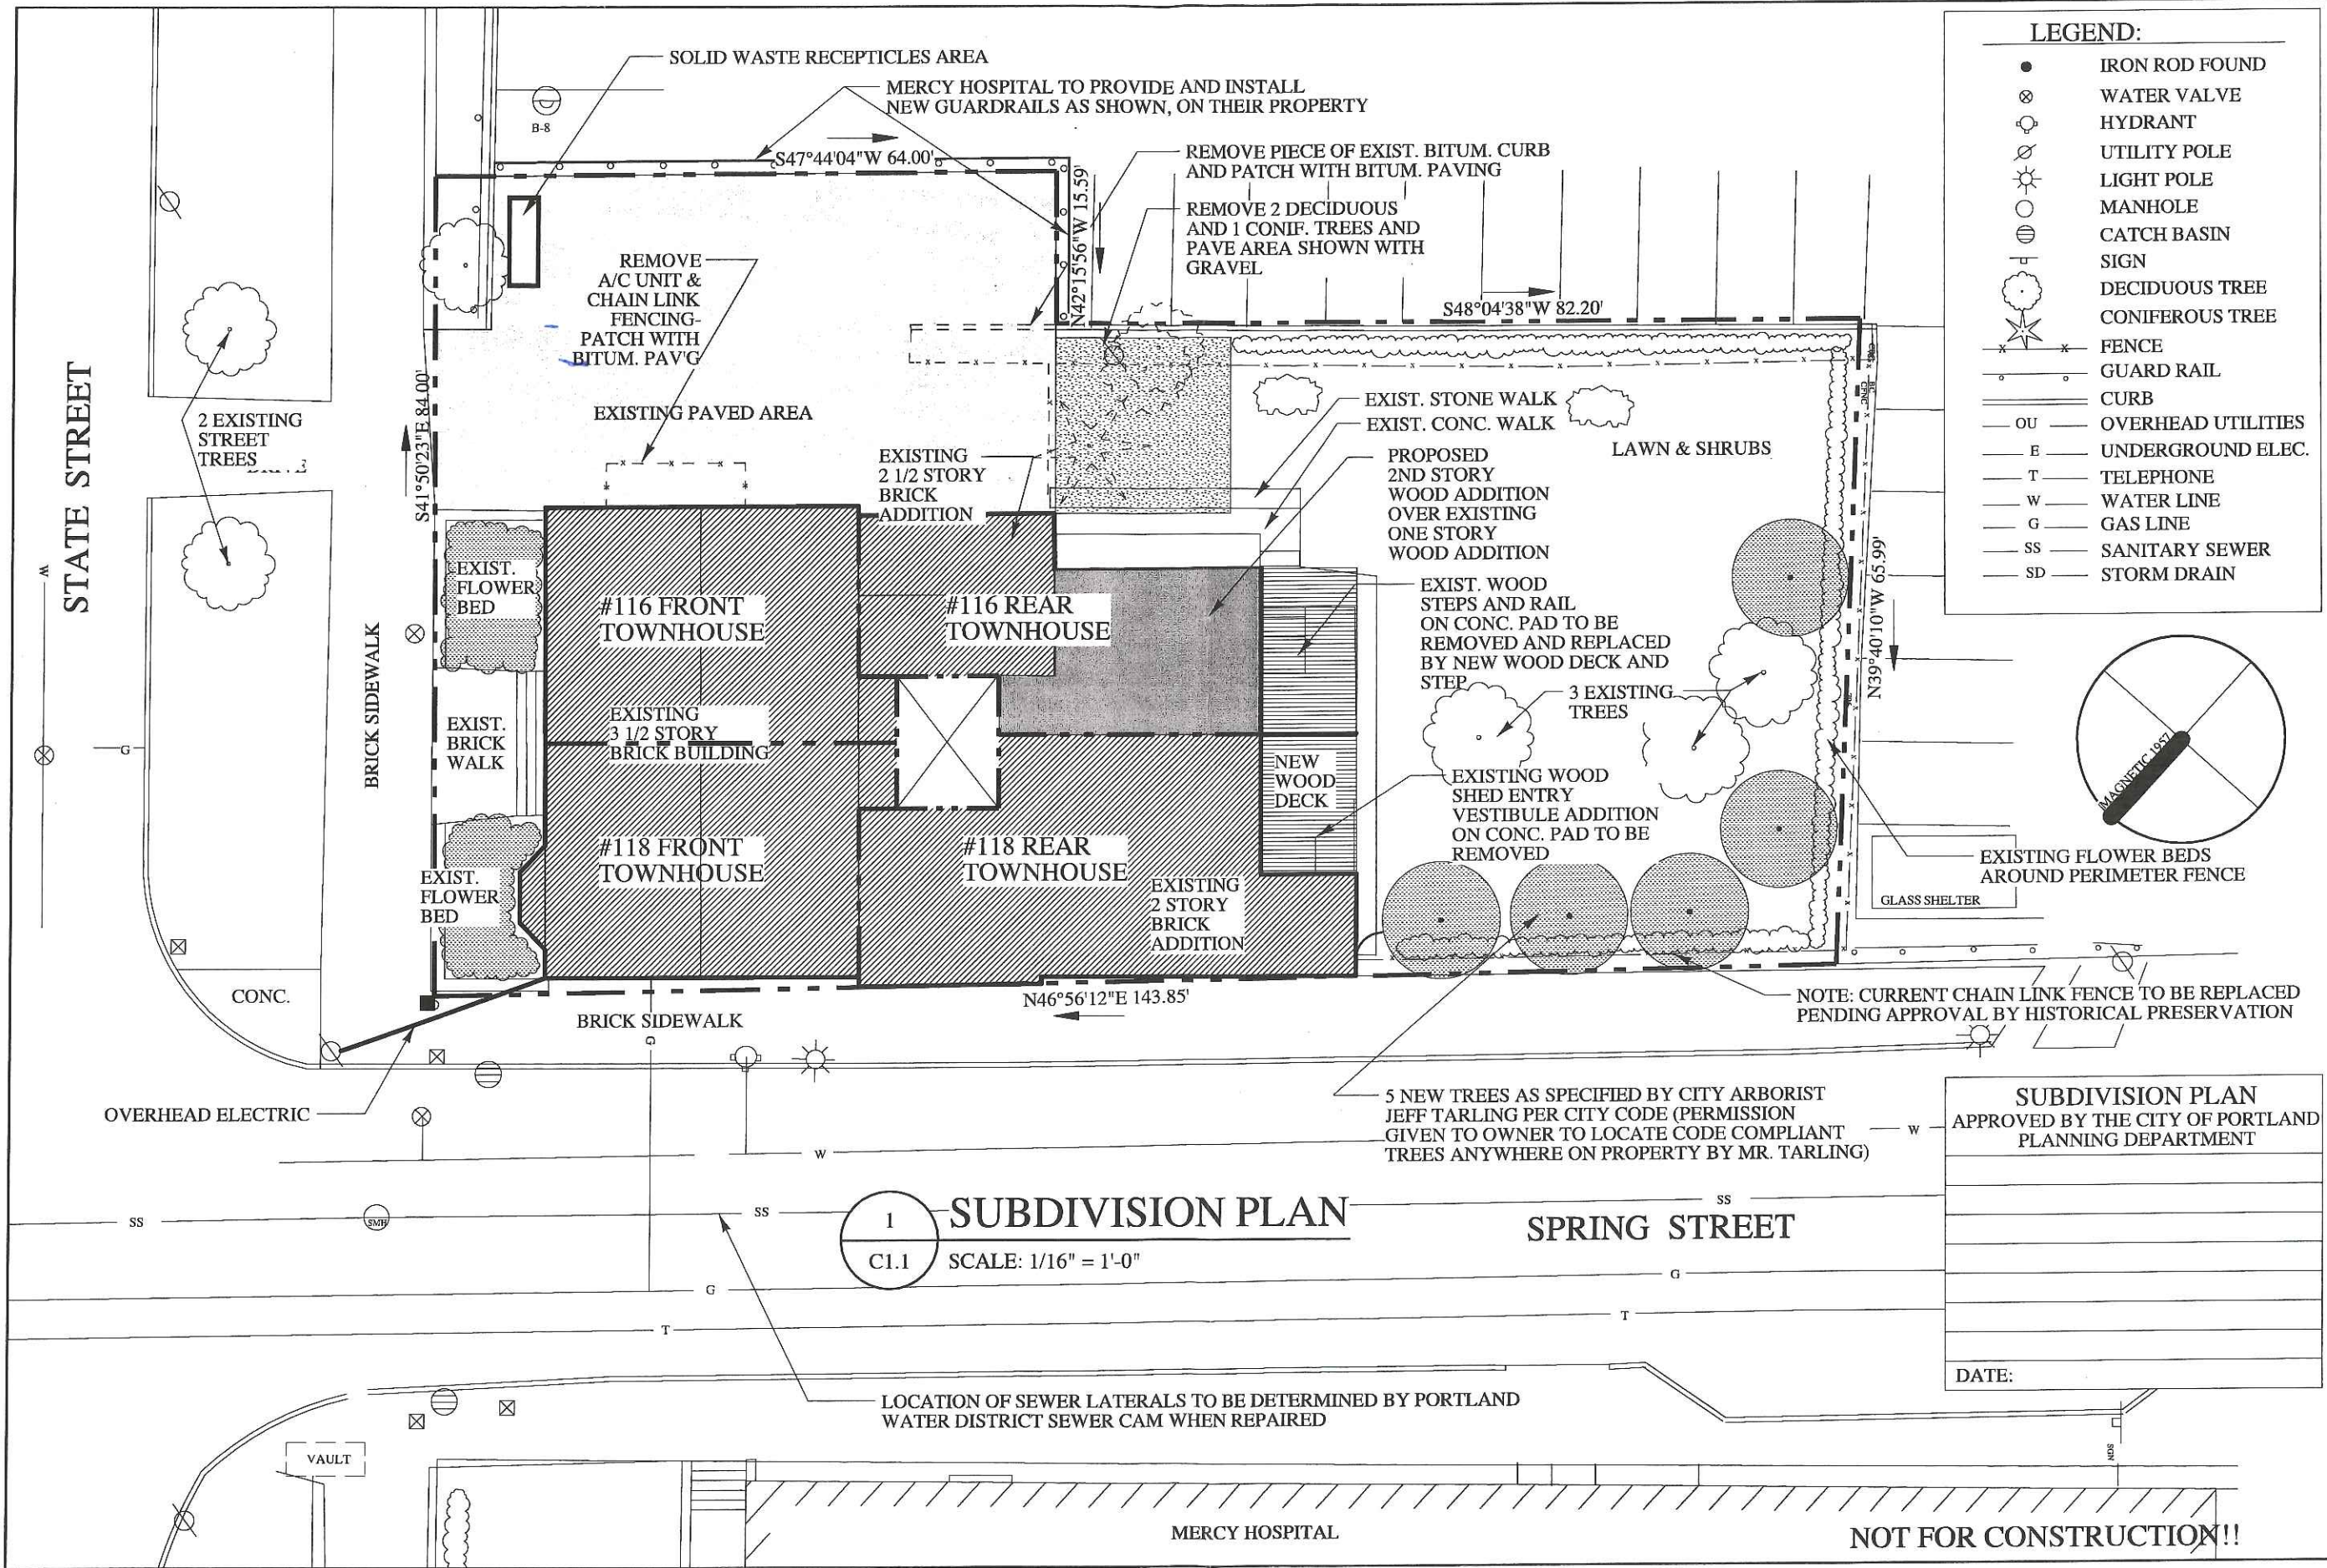 SOLID WASTE RECEPTICLES AREA
MERCY HOSPITAL TO PROVIDE AND INSTALL
NEW GUARDRAILS AS SHOWN, ON THEIR PROPERTY
B-8
S47°44'04"W 64.00'
N42°15'56"W 15.59'
REMOVE PIECE OF EXIST. BITUM. CURB
AND PATCH WITH BITUM. PAVING
REMOVE 2 DECIDUOUS
AND 1 CONIF. TREES AND
PAVE AREA SHOWN WITH
GRAVEL
REMOVE
A/C UNIT &
CHAIN LINK
FENCING-
PATCH WITH
BITUM. PAV'G
S48°04'38"W 82.20'
STATE STREET
2 EXISTING
STREET
TREES
S41°50'23"E 84.00'
EXISTING PAVED AREA
EXISTING
2 1/2 STORY
BRICK
ADDITION
EXIST. STONE WALK
EXIST. CONC. WALK
LAWN & SHRUBS
PROPOSED
2ND STORY
WOOD ADDITION
OVER EXISTING
ONE STORY
WOOD ADDITION
W
G
BRICK SIDEWALK
EXIST.
FLOWER
BED
#116 FRONT
TOWNHOUSE
#116 REAR
TOWNHOUSE
EXIST. WOOD
STEPS AND RAIL
ON CONC. PAD TO BE
REMOVED AND REPLACED
BY NEW WOOD DECK AND
STEP
3 EXISTING
TREES
N39°40'10"W 65.99'
EXIST.
BRICK
WALK
EXISTING
3 1/2 STORY
BRICK BUILDING
NEW
WOOD
DECK
EXISTING WOOD
SHED ENTRY
VESTIBULE ADDITION
ON CONC. PAD TO BE
REMOVED
EXIST.
FLOWER
BED
#118 FRONT
TOWNHOUSE
#118 REAR
TOWNHOUSE
EXISTING
2 STORY
BRICK
ADDITION
EXISTING FLOWER BEDS
AROUND PERIMETER FENCE
GLASS SHELTER
MAGNETIC 1957
CONC.
BRICK SIDEWALK
N46°56'12"E 143.85'
NOTE: CURRENT CHAIN LINK FENCE TO BE REPLACED
PENDING APPROVAL BY HISTORICAL PRESERVATION
G
OVERHEAD ELECTRIC
5 NEW TREES AS SPECIFIED BY CITY ARBORIST
JEFF TARLING PER CITY CODE (PERMISSION
GIVEN TO OWNER TO LOCATE CODE COMPLIANT
TREES ANYWHERE ON PROPERTY BY MR. TARLING)
W
W
SS
SMH
SS
SS
1
C1.1
SUBDIVISION PLAN
SCALE: 1/16" = 1'-0"
SPRING STREET
G
G
T
T
LOCATION OF SEWER LATERALS TO BE DETERMINED BY PORTLAND
WATER DISTRICT SEWER CAM WHEN REPAIRED
VAULT
SGN
MERCY HOSPITAL
NOT FOR CONSTRUCTION!!
LEGEND:
IRON ROD FOUND
WATER VALVE
HYDRANT
UTILITY POLE
LIGHT POLE
MANHOLE
CATCH BASIN
SIGN
DECIDUOUS TREE
CONIFEROUS TREE
FENCE
GUARD RAIL
CURB
OU OVERHEAD UTILITIES
E UNDERGROUND ELEC.
T TELEPHONE
W WATER LINE
G GAS LINE
SS SANITARY SEWER
SD STORM DRAIN
SUBDIVISION PLAN
APPROVED BY THE CITY OF PORTLAND
PLANNING DEPARTMENT
DATE: